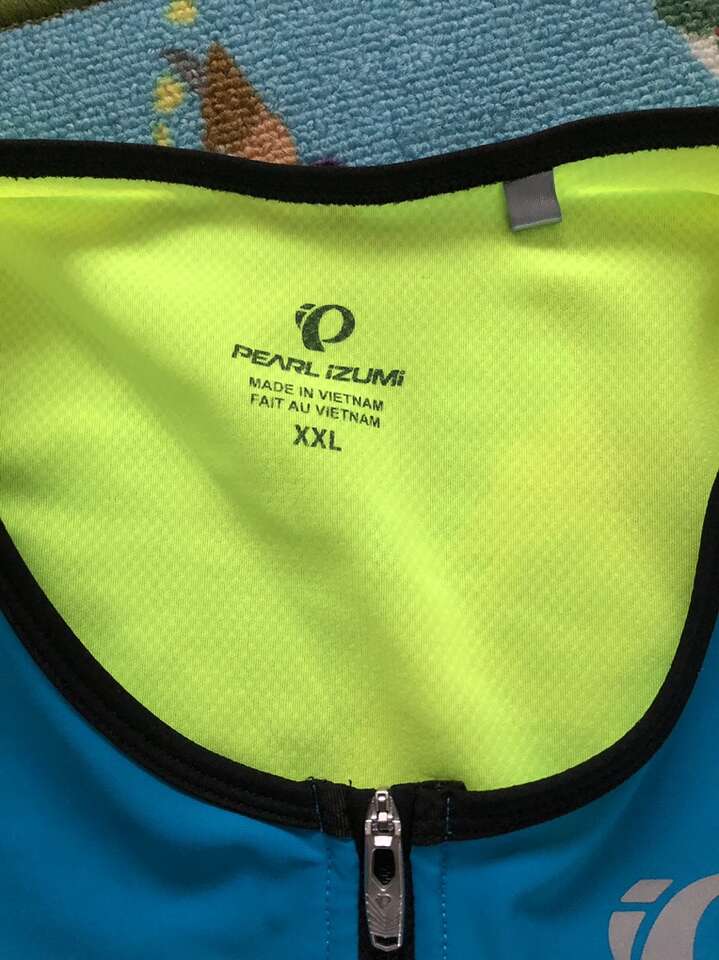 PEARL iZUMi
MADE IN VIETNAM
FAIT AU VIETNAM
XXL